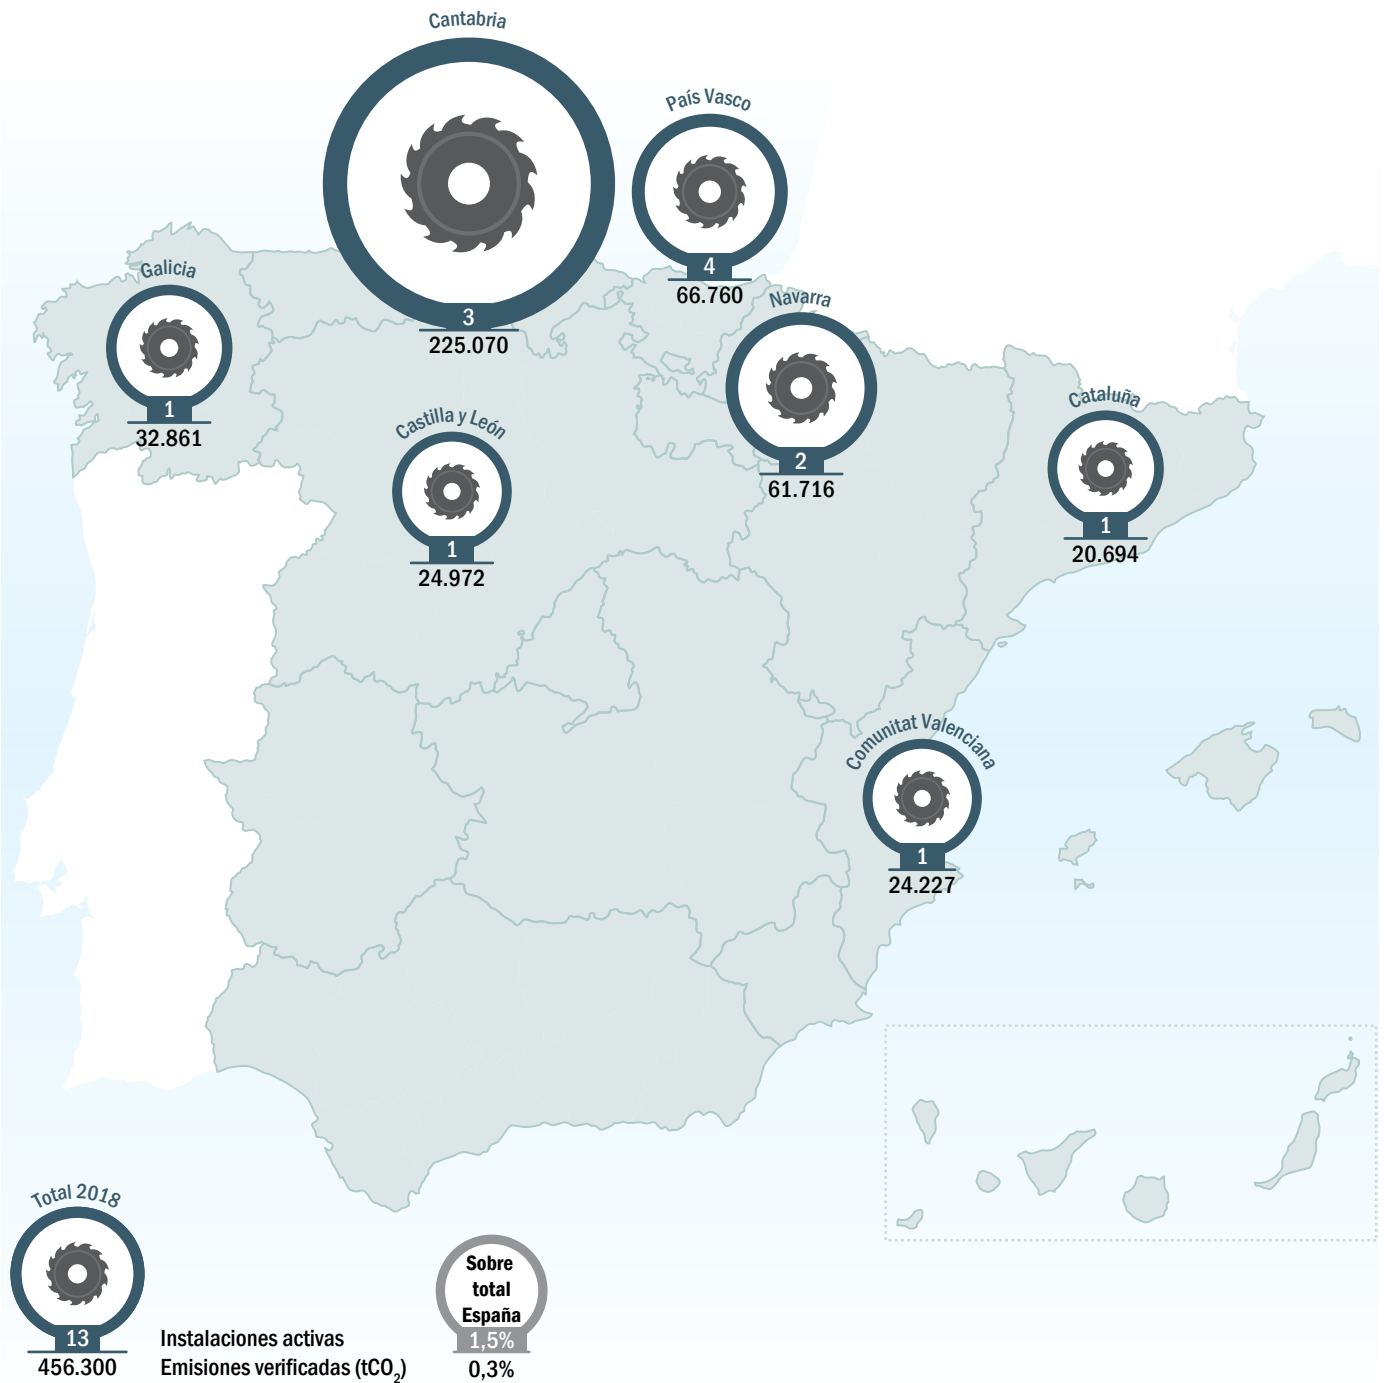 Cantabria
3
225.070
País Vasco
4
66.760
Galicia
1
32.861
Navarra
2
61.716
Castilla y León
1
24.972
Cataluña
1
20.694
Comunitat Valenciana
1
24.227
Total 2018
13
456.300
Instalaciones activas
Emisiones verificadas (tCO₂)
Sobre
total
España
1,5%
0,3%